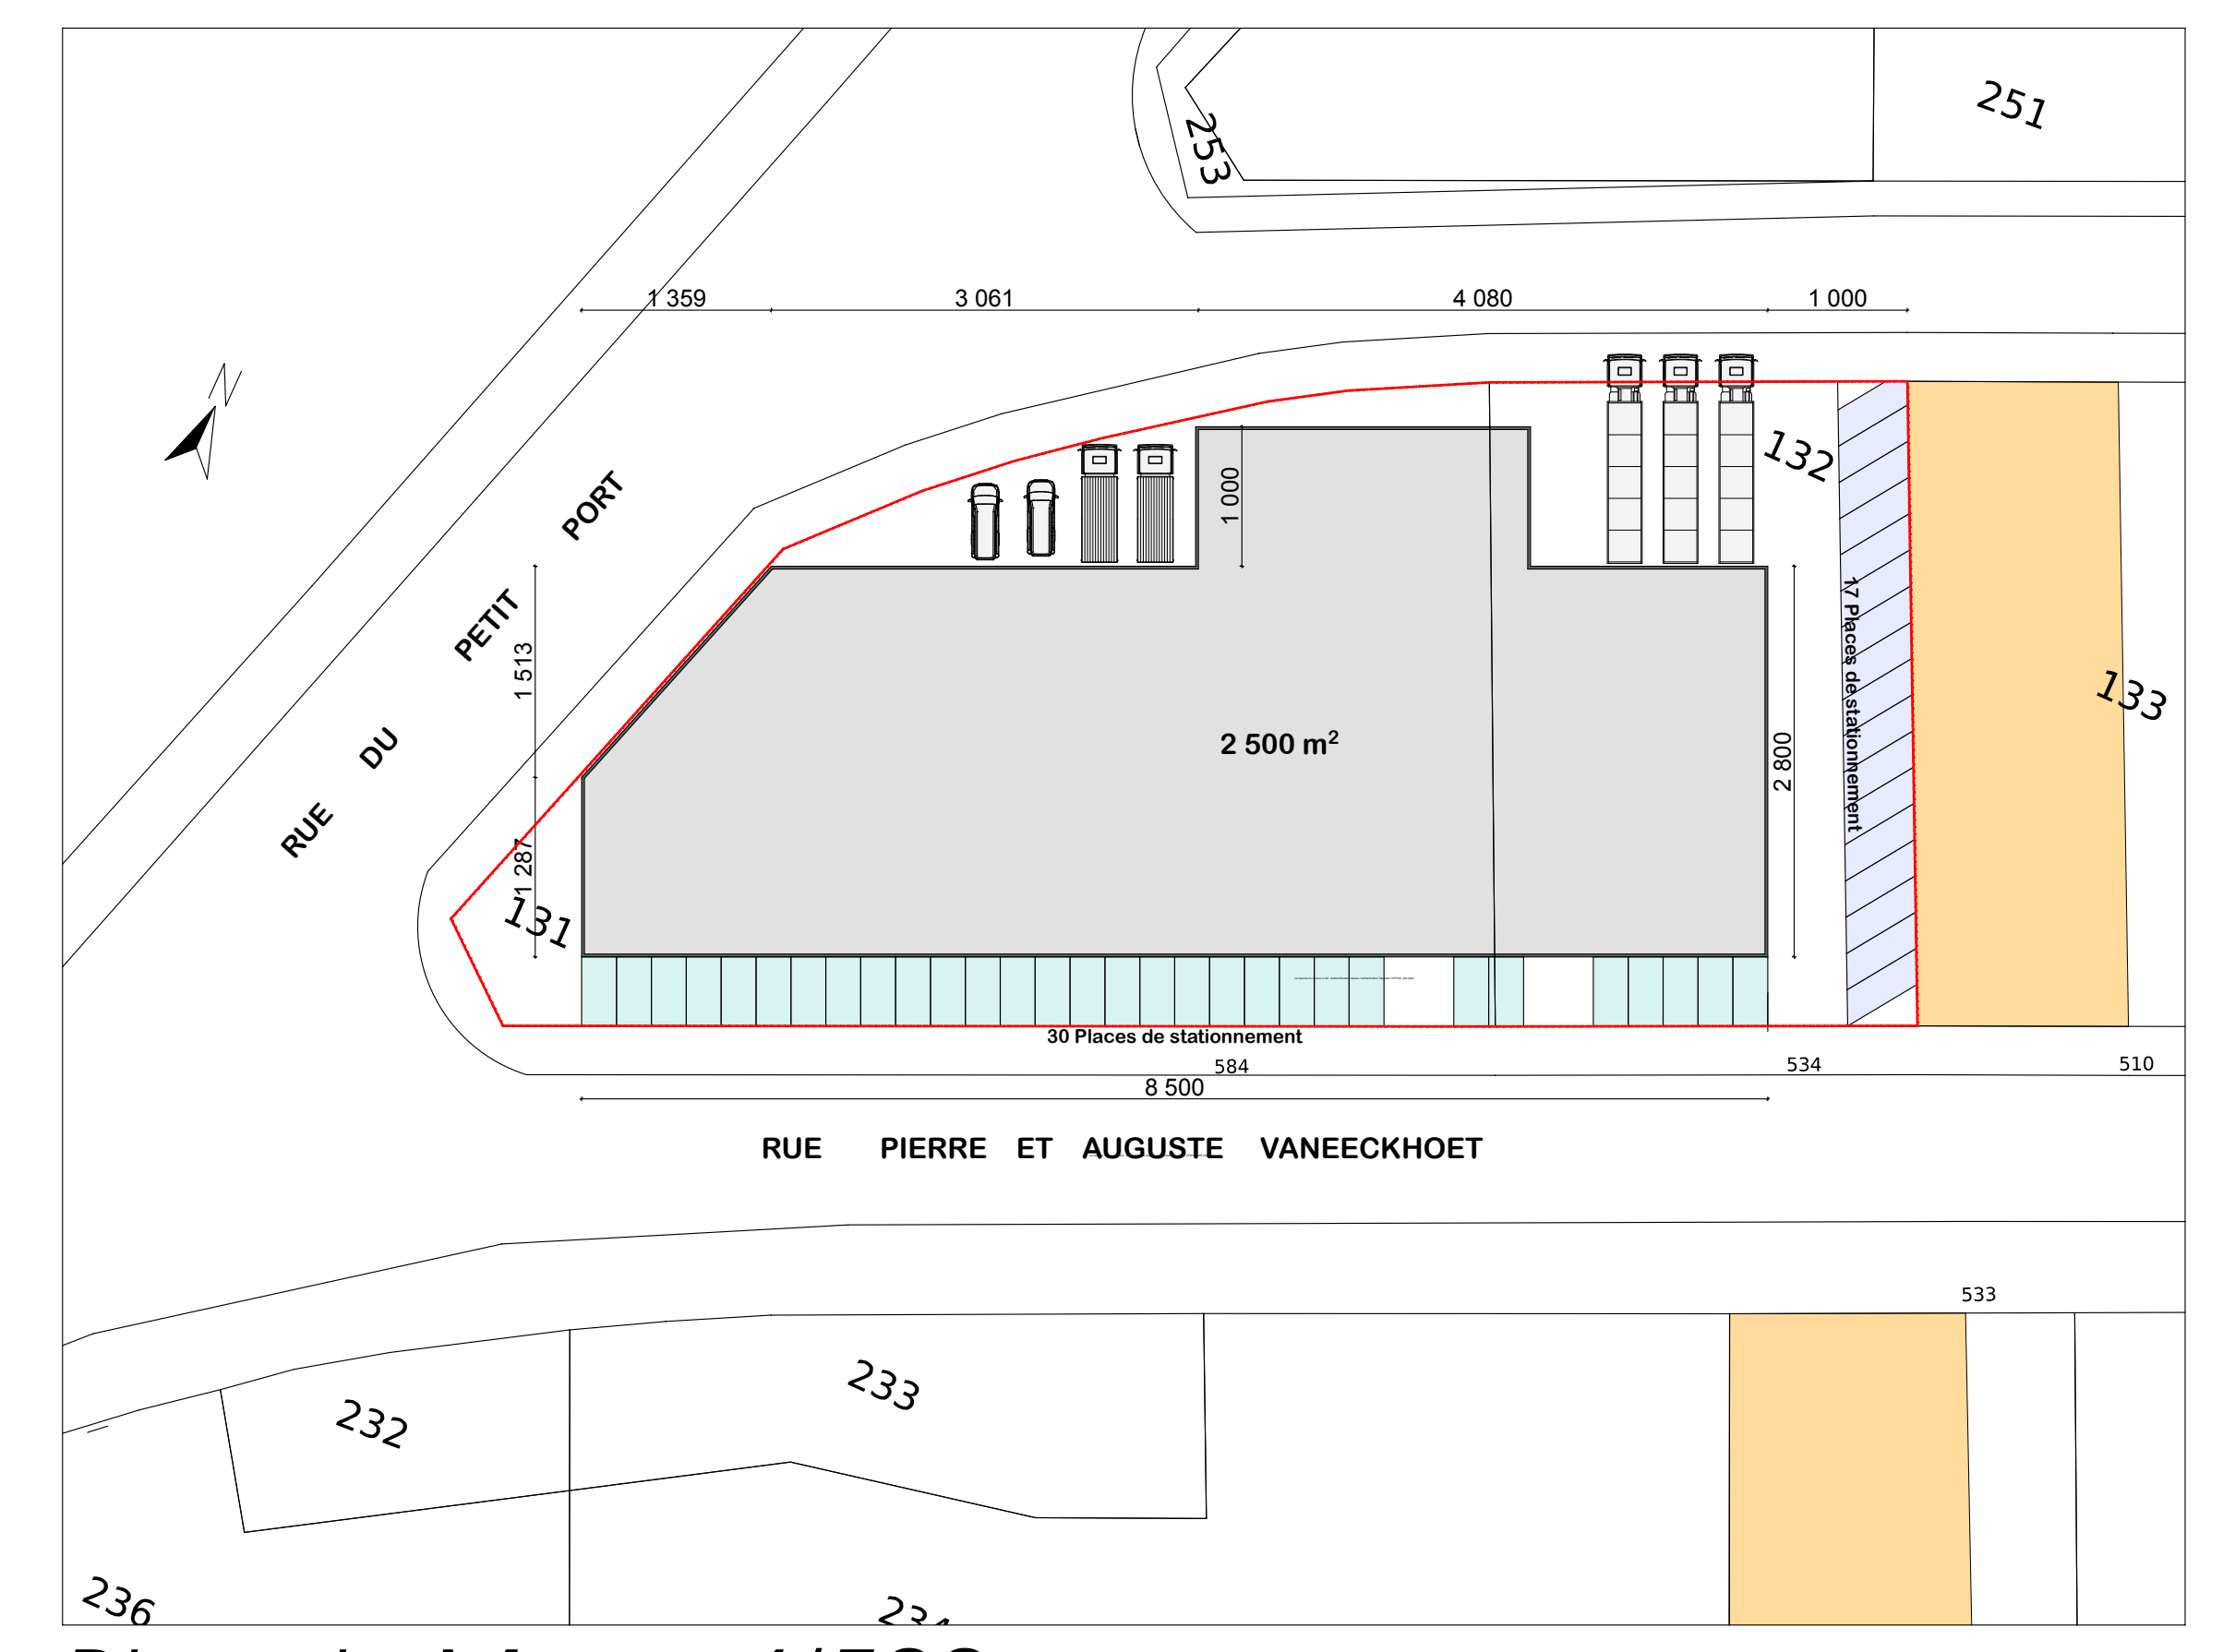 251
253
1 359
3 061
4 080
1 000
N
132
1 000
PORT
PETIT
DU
RUE
1 513
1 287
131
2 500 m²
2 800
17 Places de stationnement
133
30 Places de stationnement
584
534
510
8 500
RUE PIERRE ET AUGUSTE VANEECKHOET
533
232
233
236
234